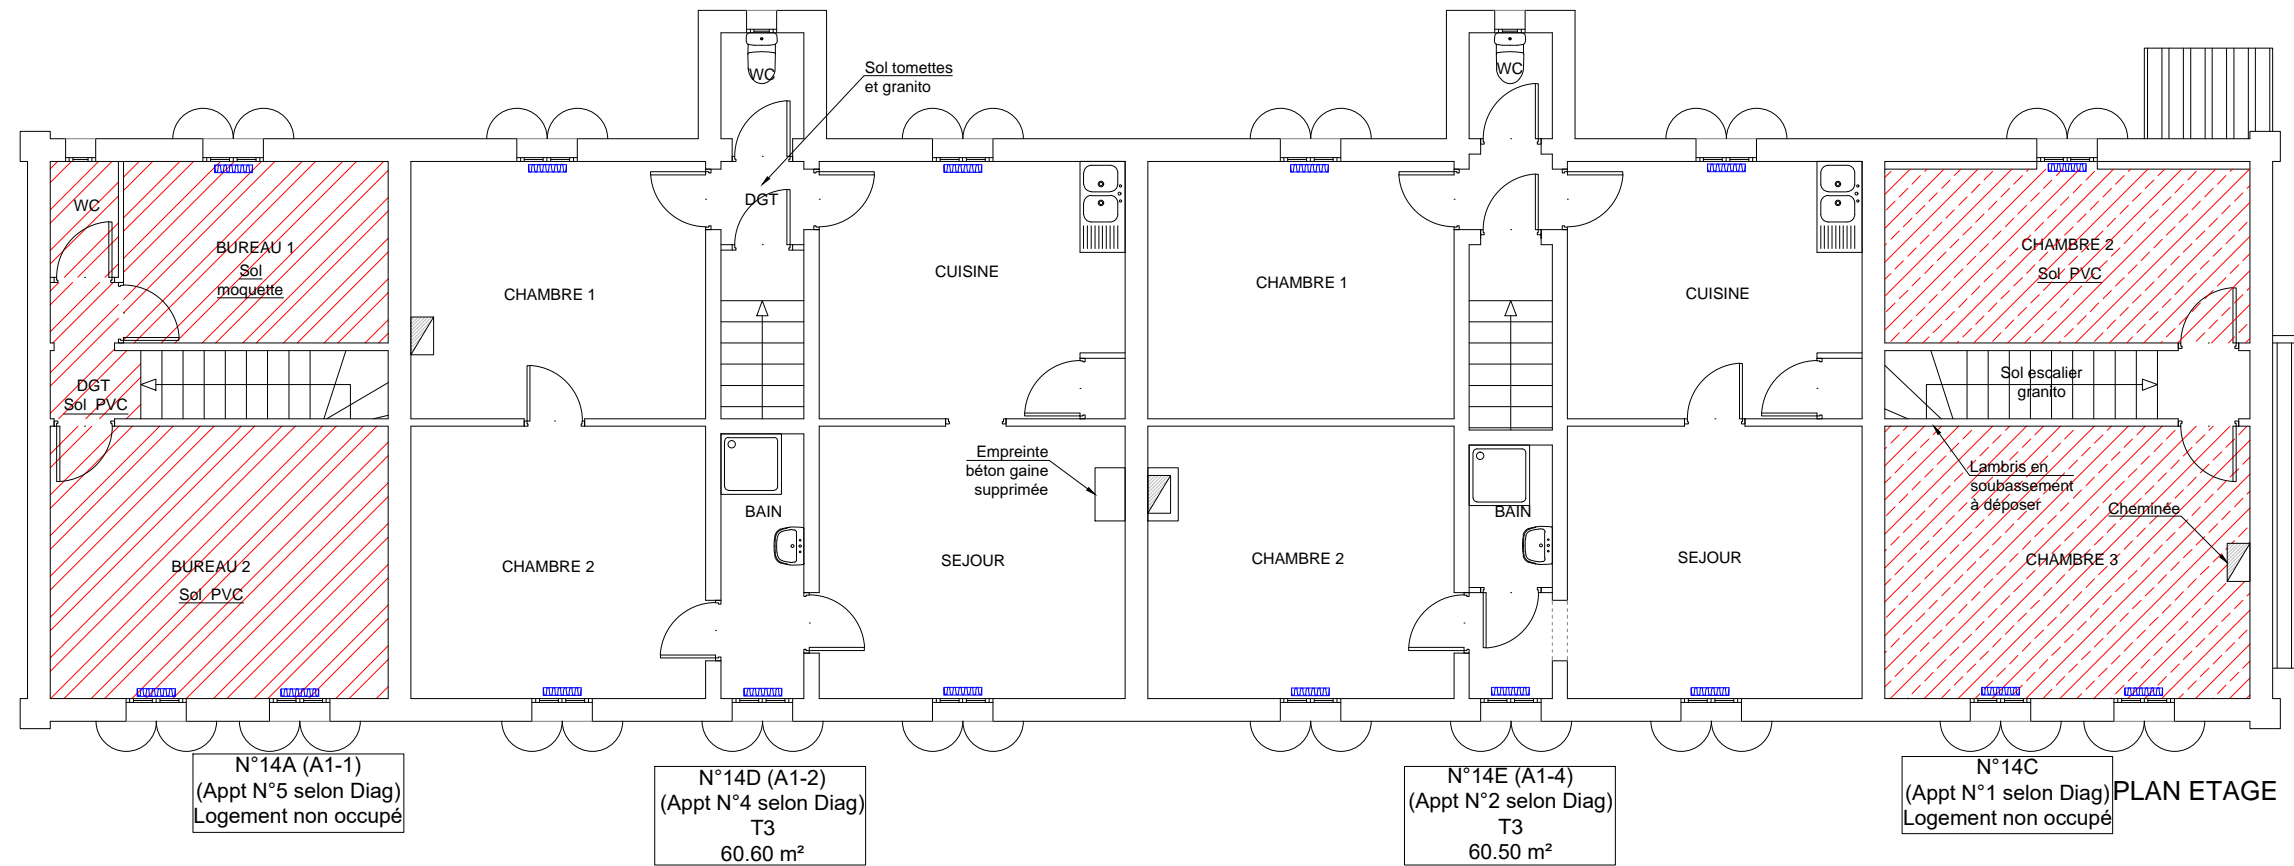 WC
Sol tomettes
et granito
WC
WC
BUREAU 1
Sol
moquette
DGT
CHAMBRE 1
CUISINE
CHAMBRE 1
CUISINE
CHAMBRE 2
Sol PVC
DGT
Sol PVC
Sol escalier
granito
Empreinte
béton gaine
supprimée
Lambris en
soubassement
à déposer
Cheminée
BUREAU 2
Sol PVC
CHAMBRE 2
BAIN
SEJOUR
CHAMBRE 2
BAIN
SEJOUR
CHAMBRE 3
N°14A (A1-1)
(Appt N°5 selon Diag)
Logement non occupé
N°14D (A1-2)
(Appt N°4 selon Diag)
T3
60.60 m²
N°14E (A1-4)
(Appt N°2 selon Diag)
T3
60.50 m²
N°14C
(Appt N°1 selon Diag)
Logement non occupé
PLAN ETAGE